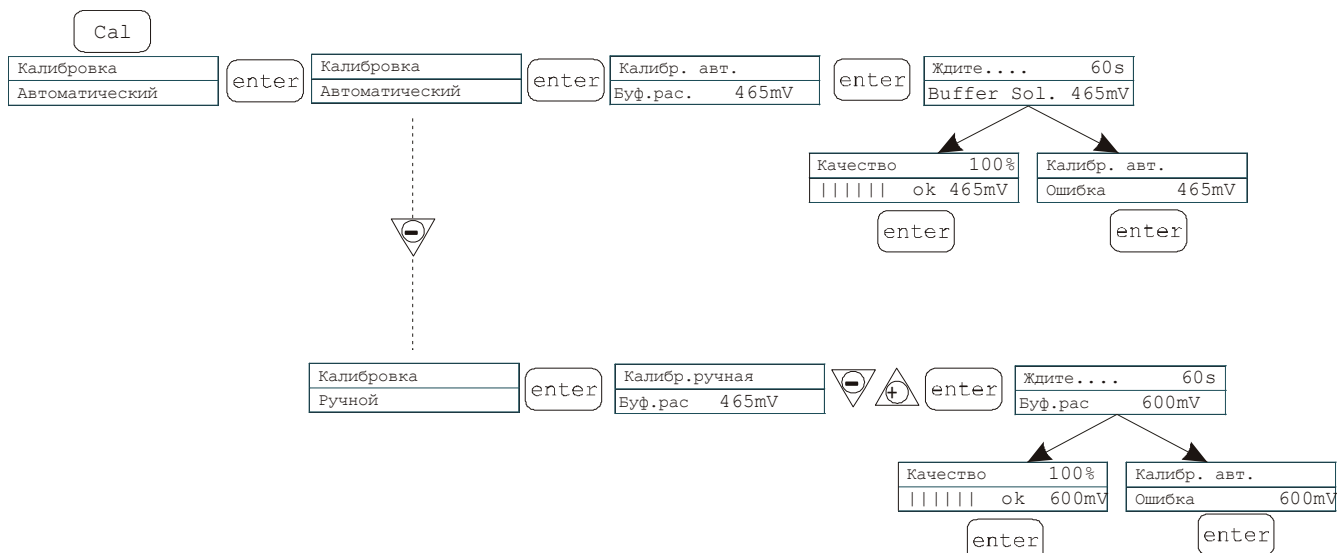 Cal
Калибровка
Автоматический
enter
Калибровка
Автоматический
enter
Калибр. авт.
Буф.рас. 465mV
enter
Ждите.... 60s
Buffer Sol. 465mV
Качество 100%
|||||| ok 465mV
enter
Калибр. авт.
Ошибка 465mV
enter
Калибровка
Ручной
enter
Калибр.ручная
Буф.рас 465mV
enter
Ждите.... 60s
Буф.рас 600mV
Качество 100%
|||||| ok 600mV
enter
Калибр. авт.
Ошибка 600mV
enter